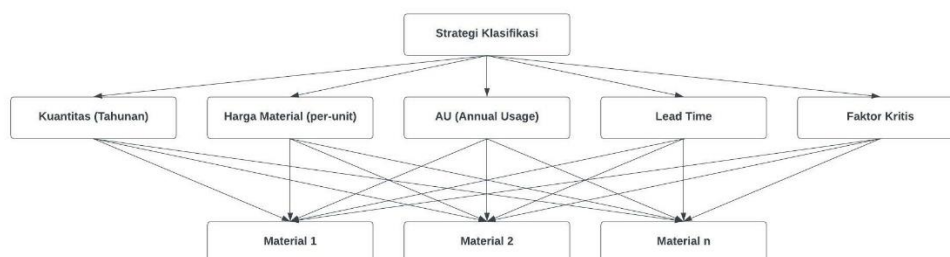 Strategi Klasifikasi
Kuantitas (Tahunan)
Harga Material (per-unit)
AU (Annual Usage)
Lead Time
Faktor Kritis
Material 1
Material 2
Material n